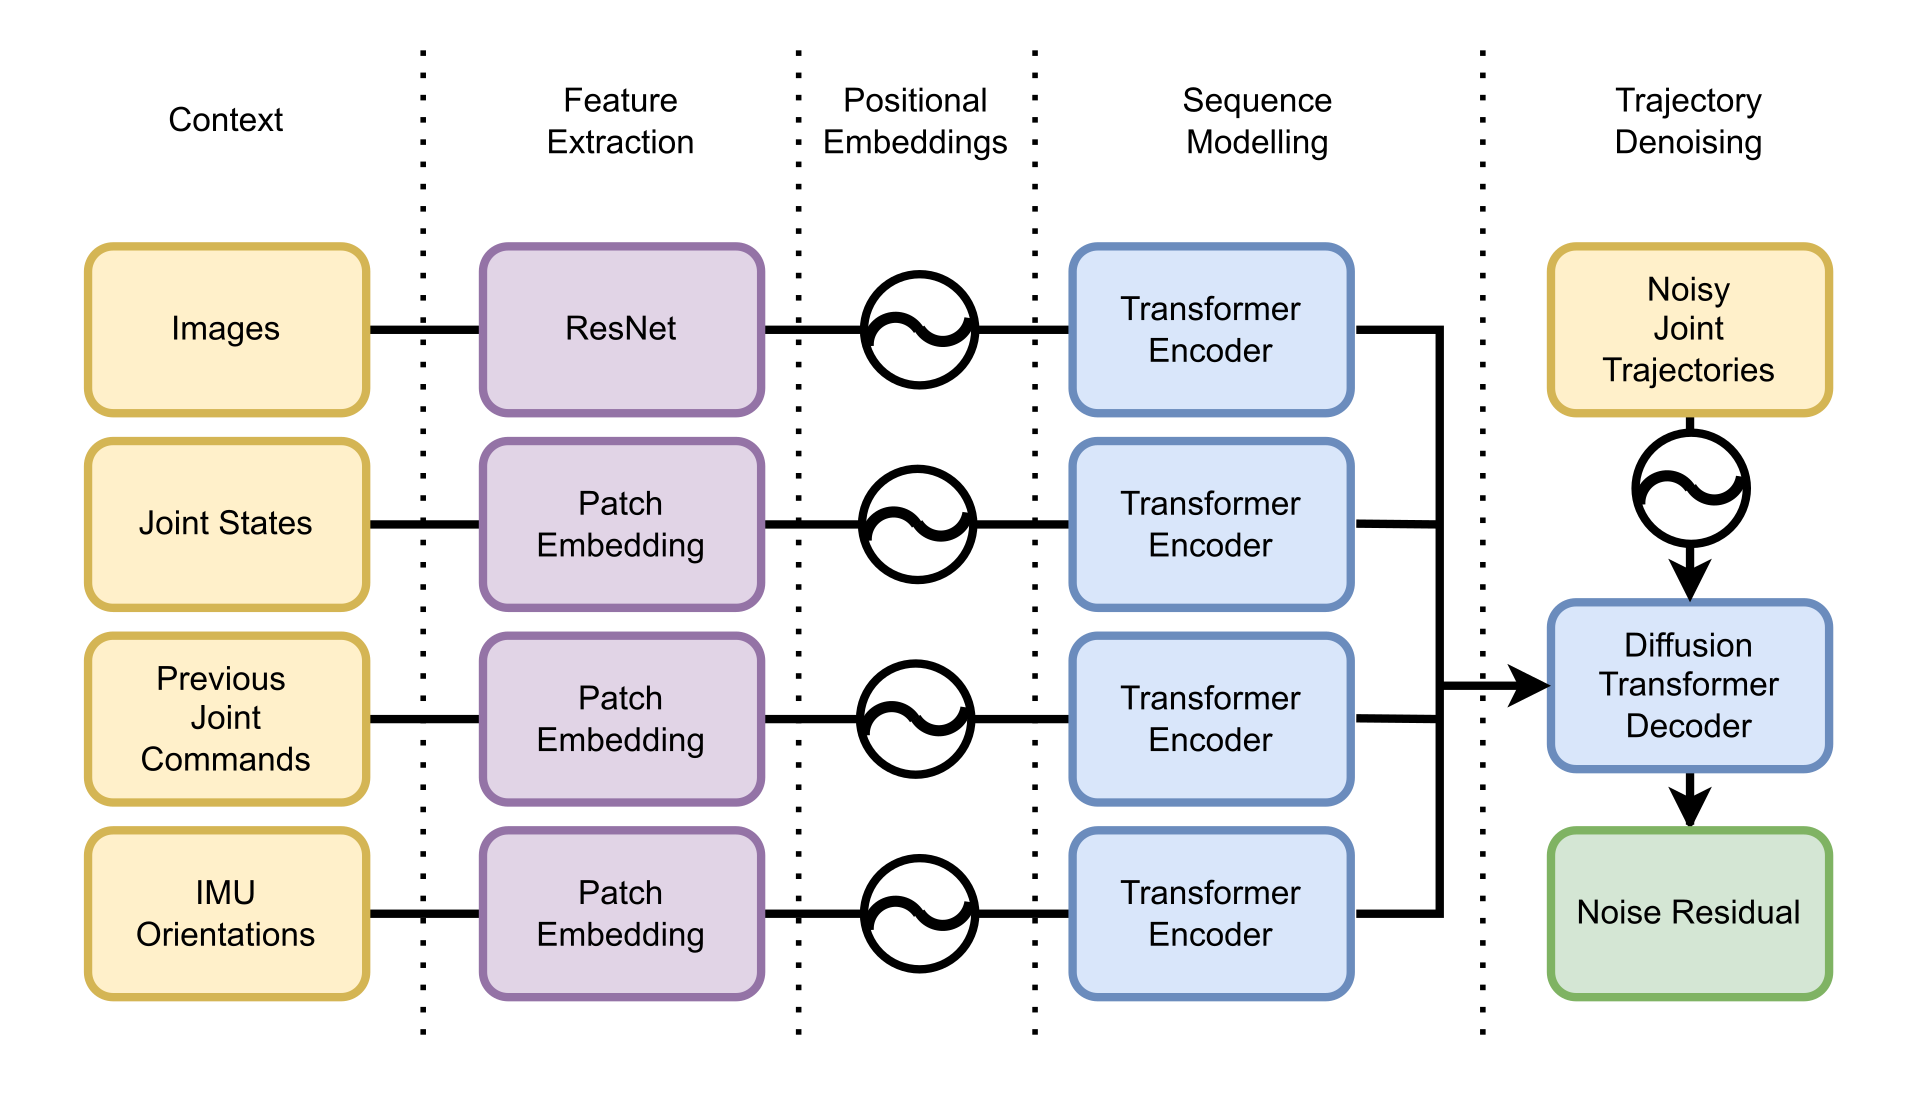 Context
Feature
Extraction
Positional
Embeddings
Sequence
Modelling
Trajectory
Denoising
Images
ResNet
Transformer
Encoder
Noisy
Joint
Trajectories
Joint States
Patch
Embedding
Transformer
Encoder
Previous
Joint
Commands
Patch
Embedding
Transformer
Encoder
Diffusion
Transformer
Decoder
IMU
Orientations
Patch
Embedding
Transformer
Encoder
Noise Residual